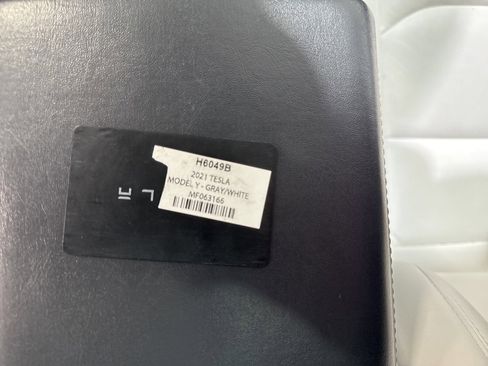 H6049B
2021 TESLA
MODEL Y - GRAY/WHITE
MF063166